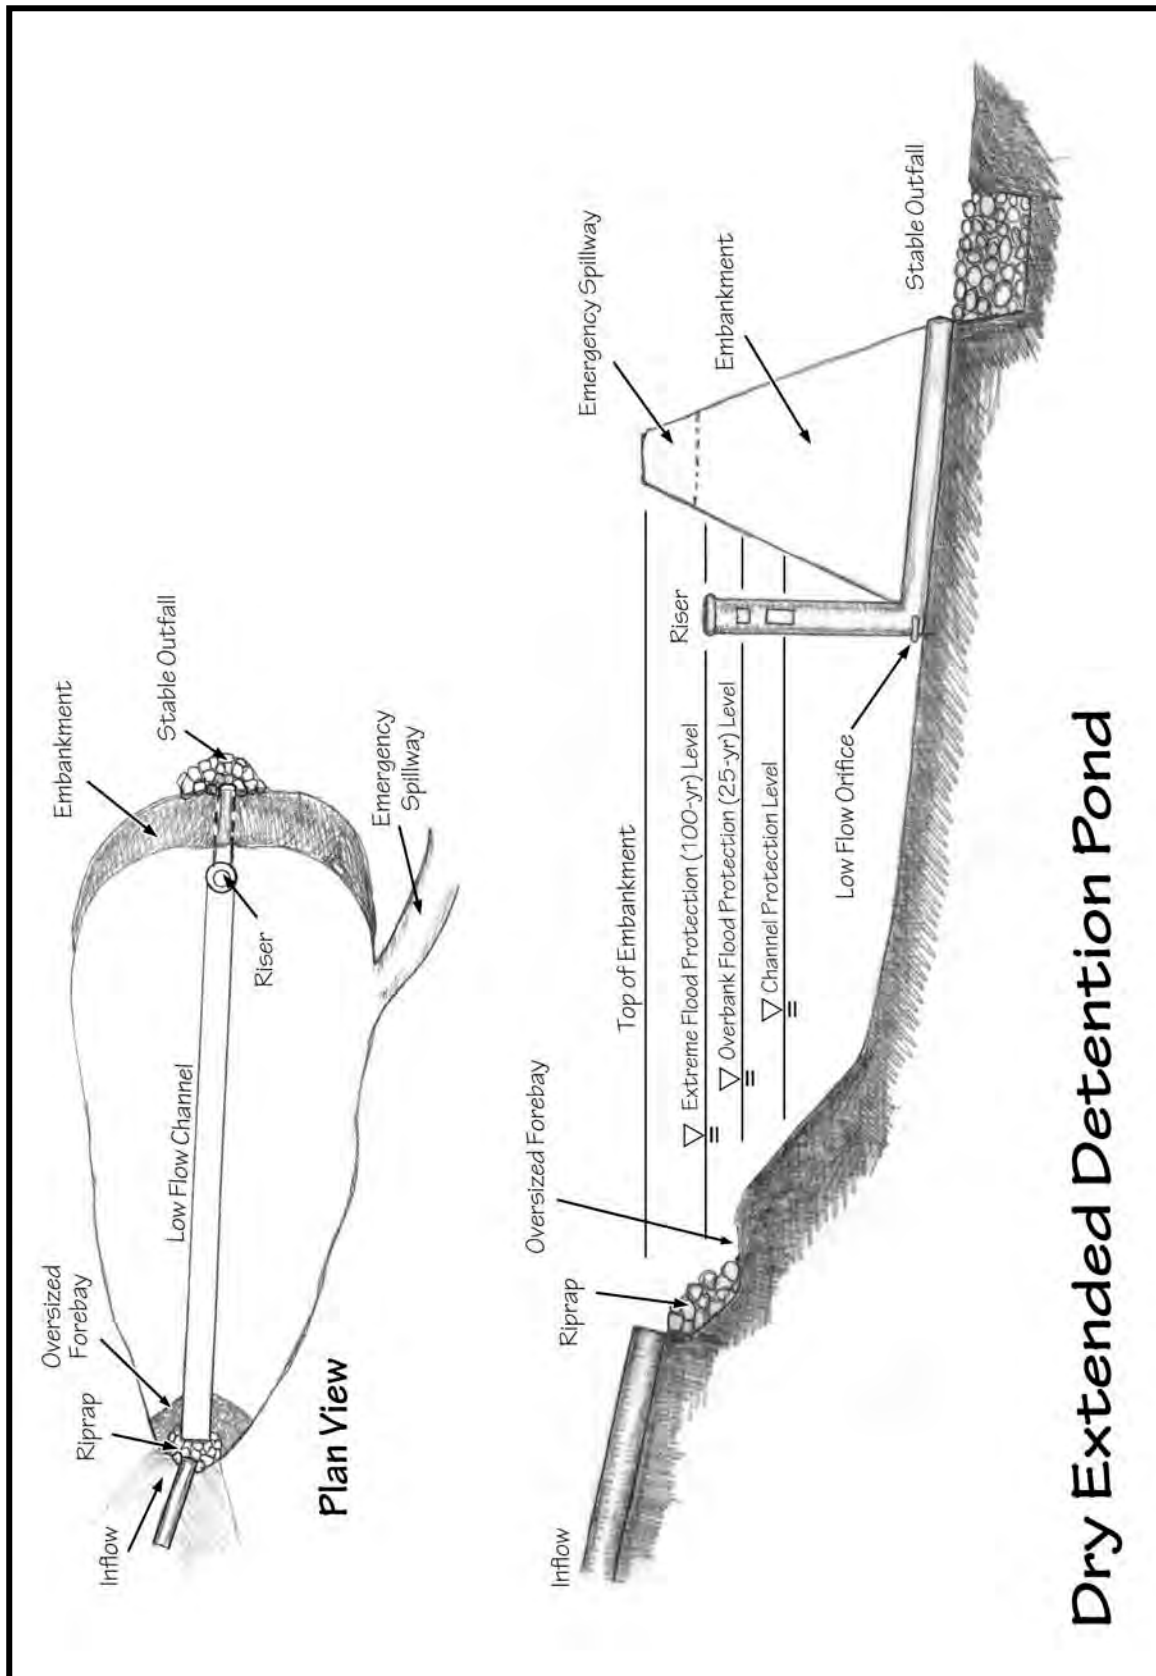 Inflow
Riprap
Oversized
Forebay
Low Flow Channel
Riser
Embankment
Stable Outfall
Emergency
Spillway
Plan View
Inflow
Riprap
Oversized Forebay
Top of Embankment
Extreme Flood Protection (100-yr) Level
Overbank Flood Protection (25-yr) Level
Channel Protection Level
Riser
Low Flow Orifice
Emergency Spillway
Embankment
Stable Outfall
Dry Extended Detention Pond